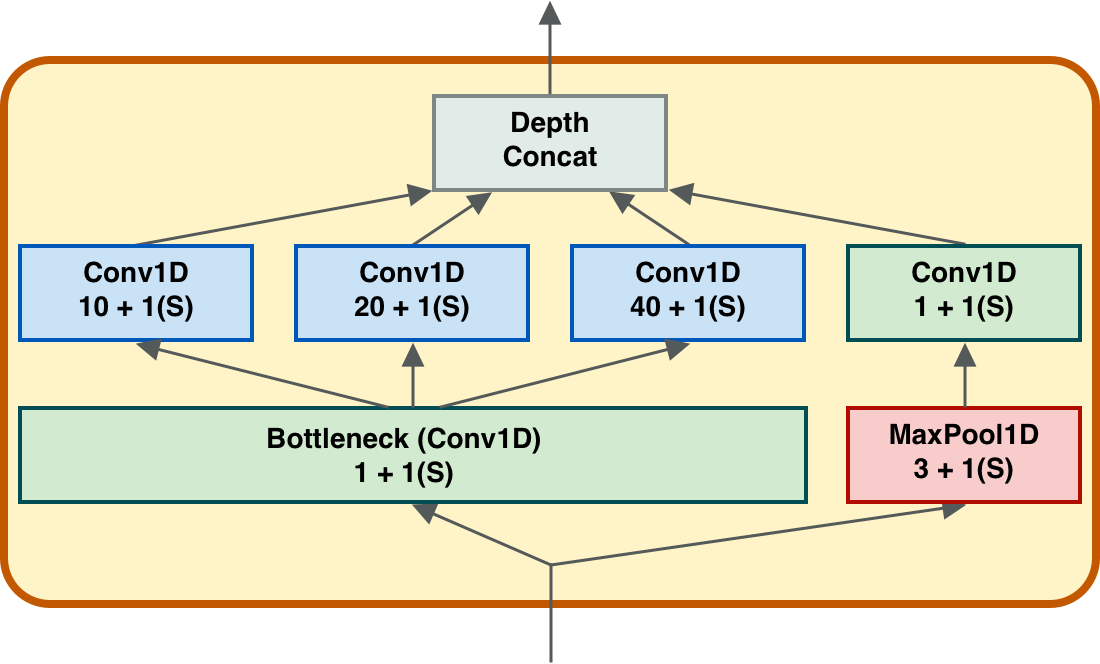 Depth
Concat
Conv1D
10 + 1(S)
Conv1D
20 + 1(S)
Conv1D
40 + 1(S)
Conv1D
1 + 1(S)
Bottleneck (Conv1D)
1 + 1(S)
MaxPool1D
3 + 1(S)